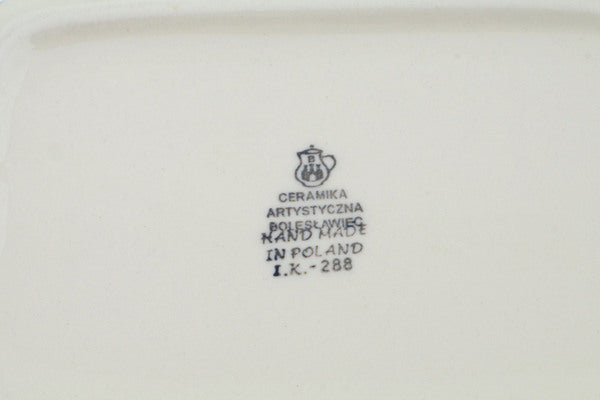 B
CERAMIKA
ARTYSTYCZNA
BOLESŁAWIEC
HAND MADE
IN POLAND
I.K.-288